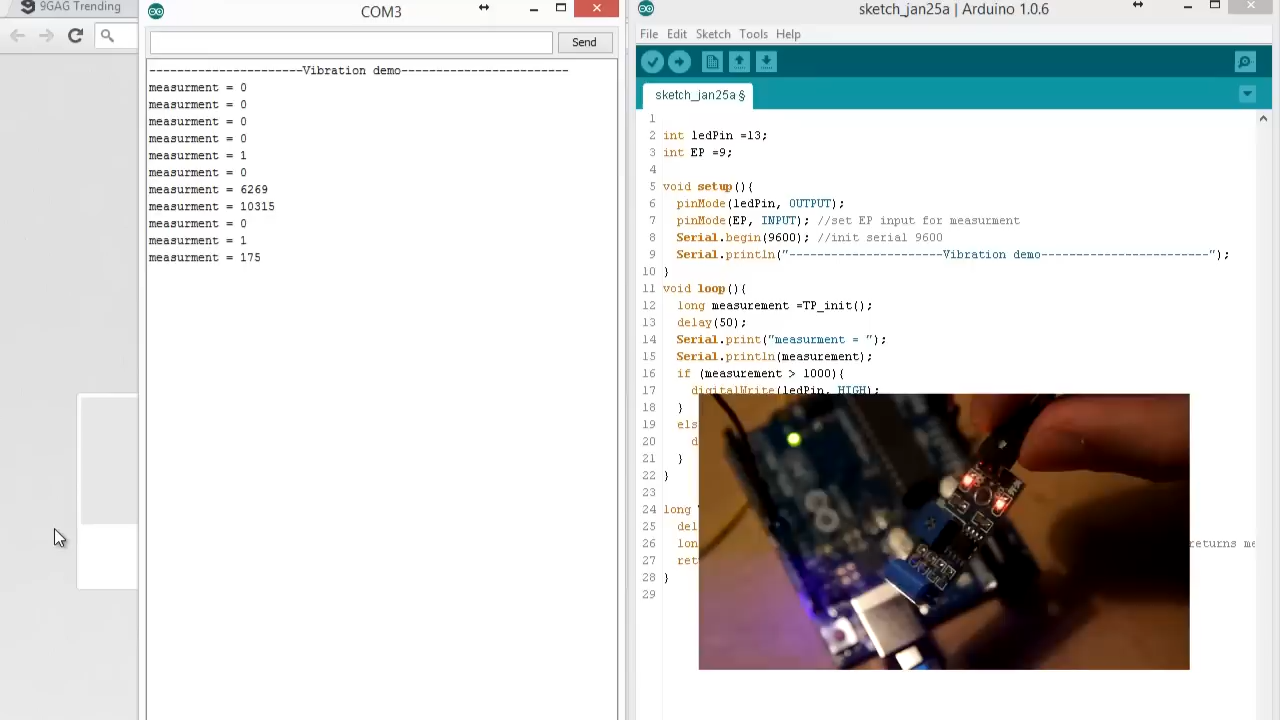 9GAG Trending
COM3
Send
----------------------Vibration demo------------------------
measurment = 0
measurment = 0
measurment = 0
measurment = 0
measurment = 1
measurment = 0
measurment = 6269
measurment = 10315
measurment = 0
measurment = 1
measurment = 175
sketch_jan25a | Arduino 1.0.6
File Edit Sketch Tools Help
sketch_jan25a §
1
2 int ledPin =13;
3 int EP =9;
4
5 void setup(){
6 pinMode(ledPin, OUTPUT);
7 pinMode(EP, INPUT); //set EP input for measurment
8 Serial.begin(9600); //init serial 9600
9 Serial.println("----------------------Vibration demo------------------------");
10 }
11 void loop(){
12 long measurement =TP_init();
13 delay(50);
14 Serial.print("measurment = ");
15 Serial.println(measurement);
16 if (measurement > 1000){
17 digitalWrite(ledPin, HIGH);
18 }
19 els
20 d
21 }
22 }
23
24 long
25 del
26 lon returns me
27 ret
28 }
29